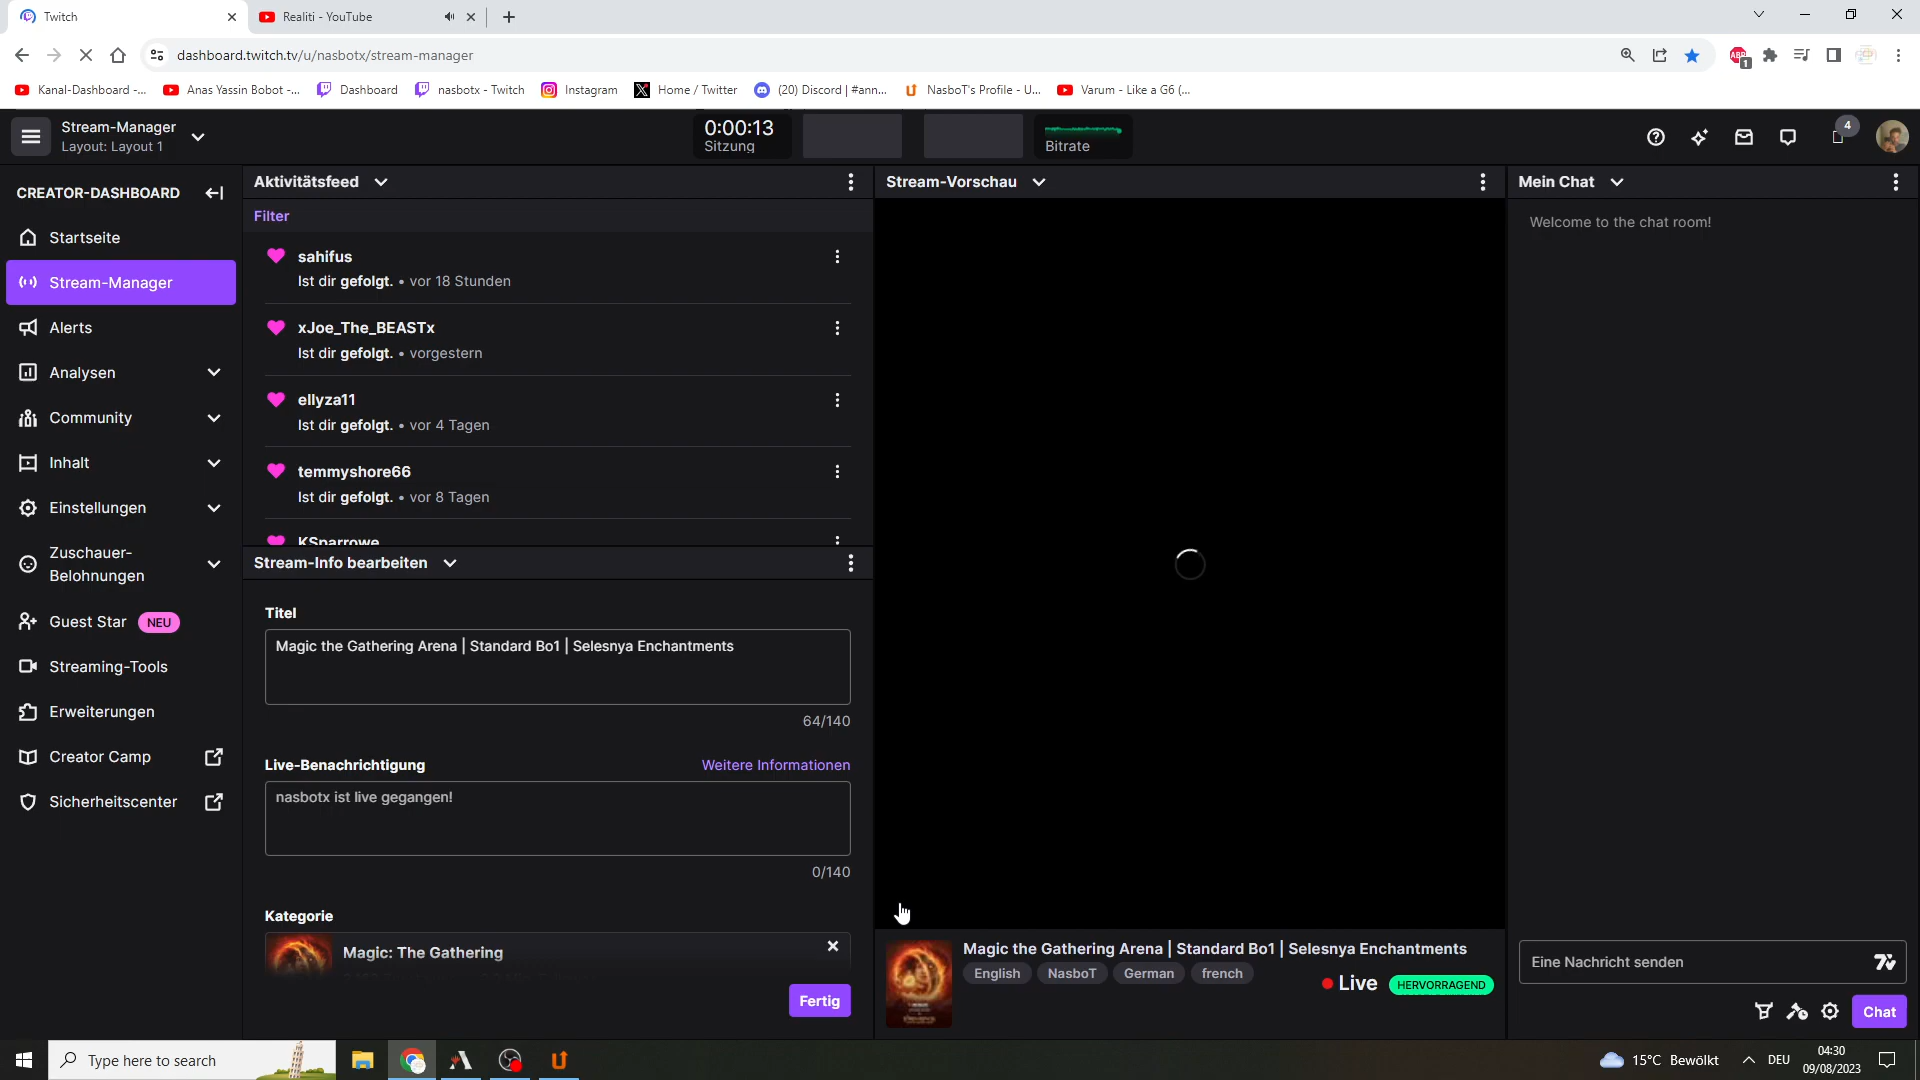 Twitch
Realiti - YouTube
dashboard.twitch.tv/u/nasbotx/stream-manager
ABP
1
Kanal-Dashboard -...
Anas Yassin Bobot -...
Dashboard
nasbotx - Twitch
Instagram
Home / Twitter
(20) Discord | #ann...
NasboT's Profile - U...
Varum - Like a G6 (...
Stream-Manager
Layout: Layout 1
0:00:13
Sitzung
Bitrate
4
CREATOR-DASHBOARD
Startseite
Stream-Manager
Alerts
Analysen
Community
Inhalt
Einstellungen
Zuschauer-
Belohnungen
Guest Star NEU
Streaming-Tools
Erweiterungen
Creator Camp
Sicherheitscenter
Aktivitätsfeed
Filter
sahifus
Ist dir gefolgt. • vor 18 Stunden
xJoe_The_BEASTx
Ist dir gefolgt. • vorgestern
ellyza11
Ist dir gefolgt. • vor 4 Tagen
temmyshore66
Ist dir gefolgt. • vor 8 Tagen
KSparrowe
Stream-Info bearbeiten
Titel
Magic the Gathering Arena | Standard Bo1 | Selesnya Enchantments
64/140
Live-Benachrichtigung
Weitere Informationen
nasbotx ist live gegangen!
0/140
Kategorie
Magic: The Gathering
Fertig
Stream-Vorschau
Magic the Gathering Arena | Standard Bo1 | Selesnya Enchantments
English
NasboT
German
french
Live
HERVORRAGEND
Mein Chat
Welcome to the chat room!
Eine Nachricht senden
Chat
Type here to search
15°C Bewölkt
DEU
04:30
09/08/2023